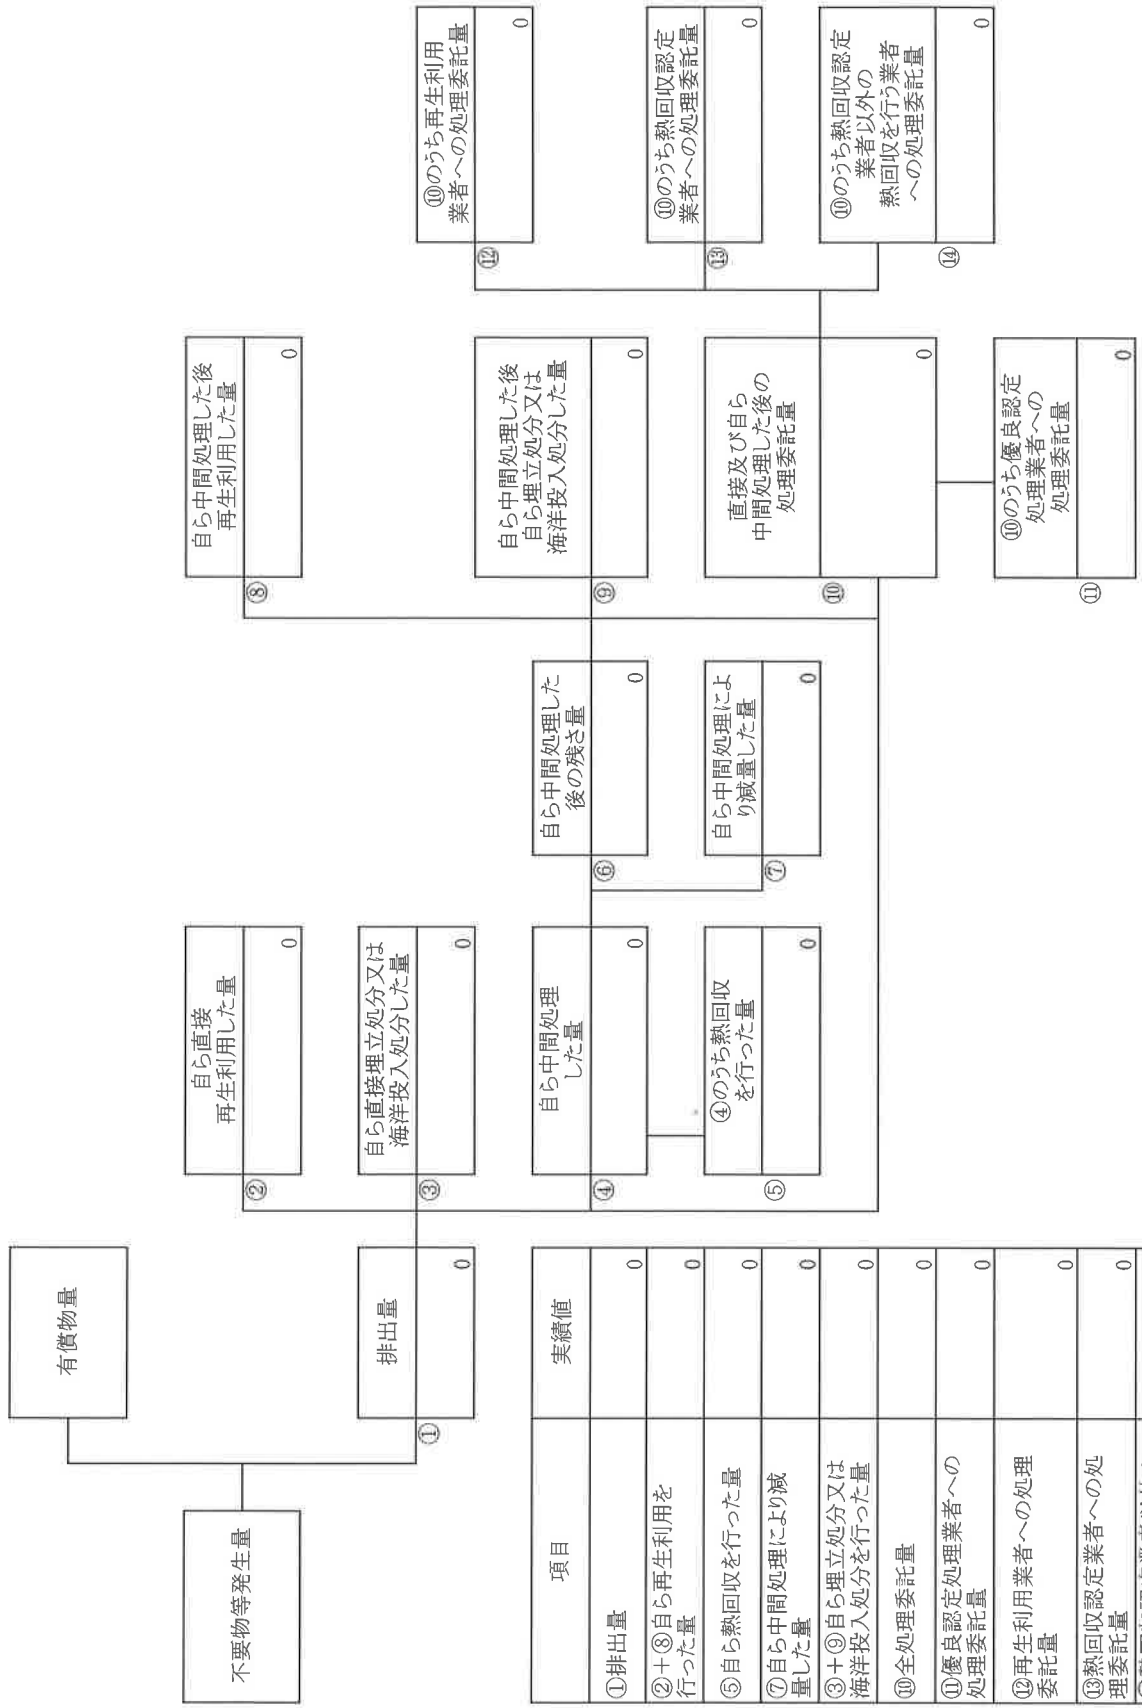 不要物等発生量
有償物量
①
排出量
0
②
自ら直接
再生利用した量
0
③
自ら直接埋立処分又は
海洋投入処分した量
0
④
自ら中間処理
した量
0
⑤
④のうち熱回収
を行った量
0
⑥
自ら中間処理した
後の残さ量
0
⑦
自ら中間処理によ
り減量した量
0
⑧
自ら中間処理した後
再生利用した量
0
⑨
自ら中間処理した後
自ら埋立処分又は
海洋投入処分した量
0
⑩
直接及び自ら
中間処理した後の
処理委託量
0
⑪
⑩のうち優良認定
処理業者への
処理委託量
0
⑫
⑩のうち再生利用
業者への処理委託量
0
⑬
⑩のうち熱回収認定
業者への処理委託量
0
⑭
⑩のうち熱回収認定
業者以外の
熱回収を行う業者
への処理委託量
0
項目
実績値
①排出量
0
②+⑧自ら再生利用を
行った量
0
⑤自ら熱回収を行った量
0
⑦自ら中間処理により減
量した量
0
③+⑨自ら埋立処分又は
海洋投入処分を行った量
0
⑩全処理委託量
0
⑪優良認定処理業者への
処理委託量
0
⑫再生利用業者への処理
委託量
0
⑬熱回収認定業者への処
理委託量
0